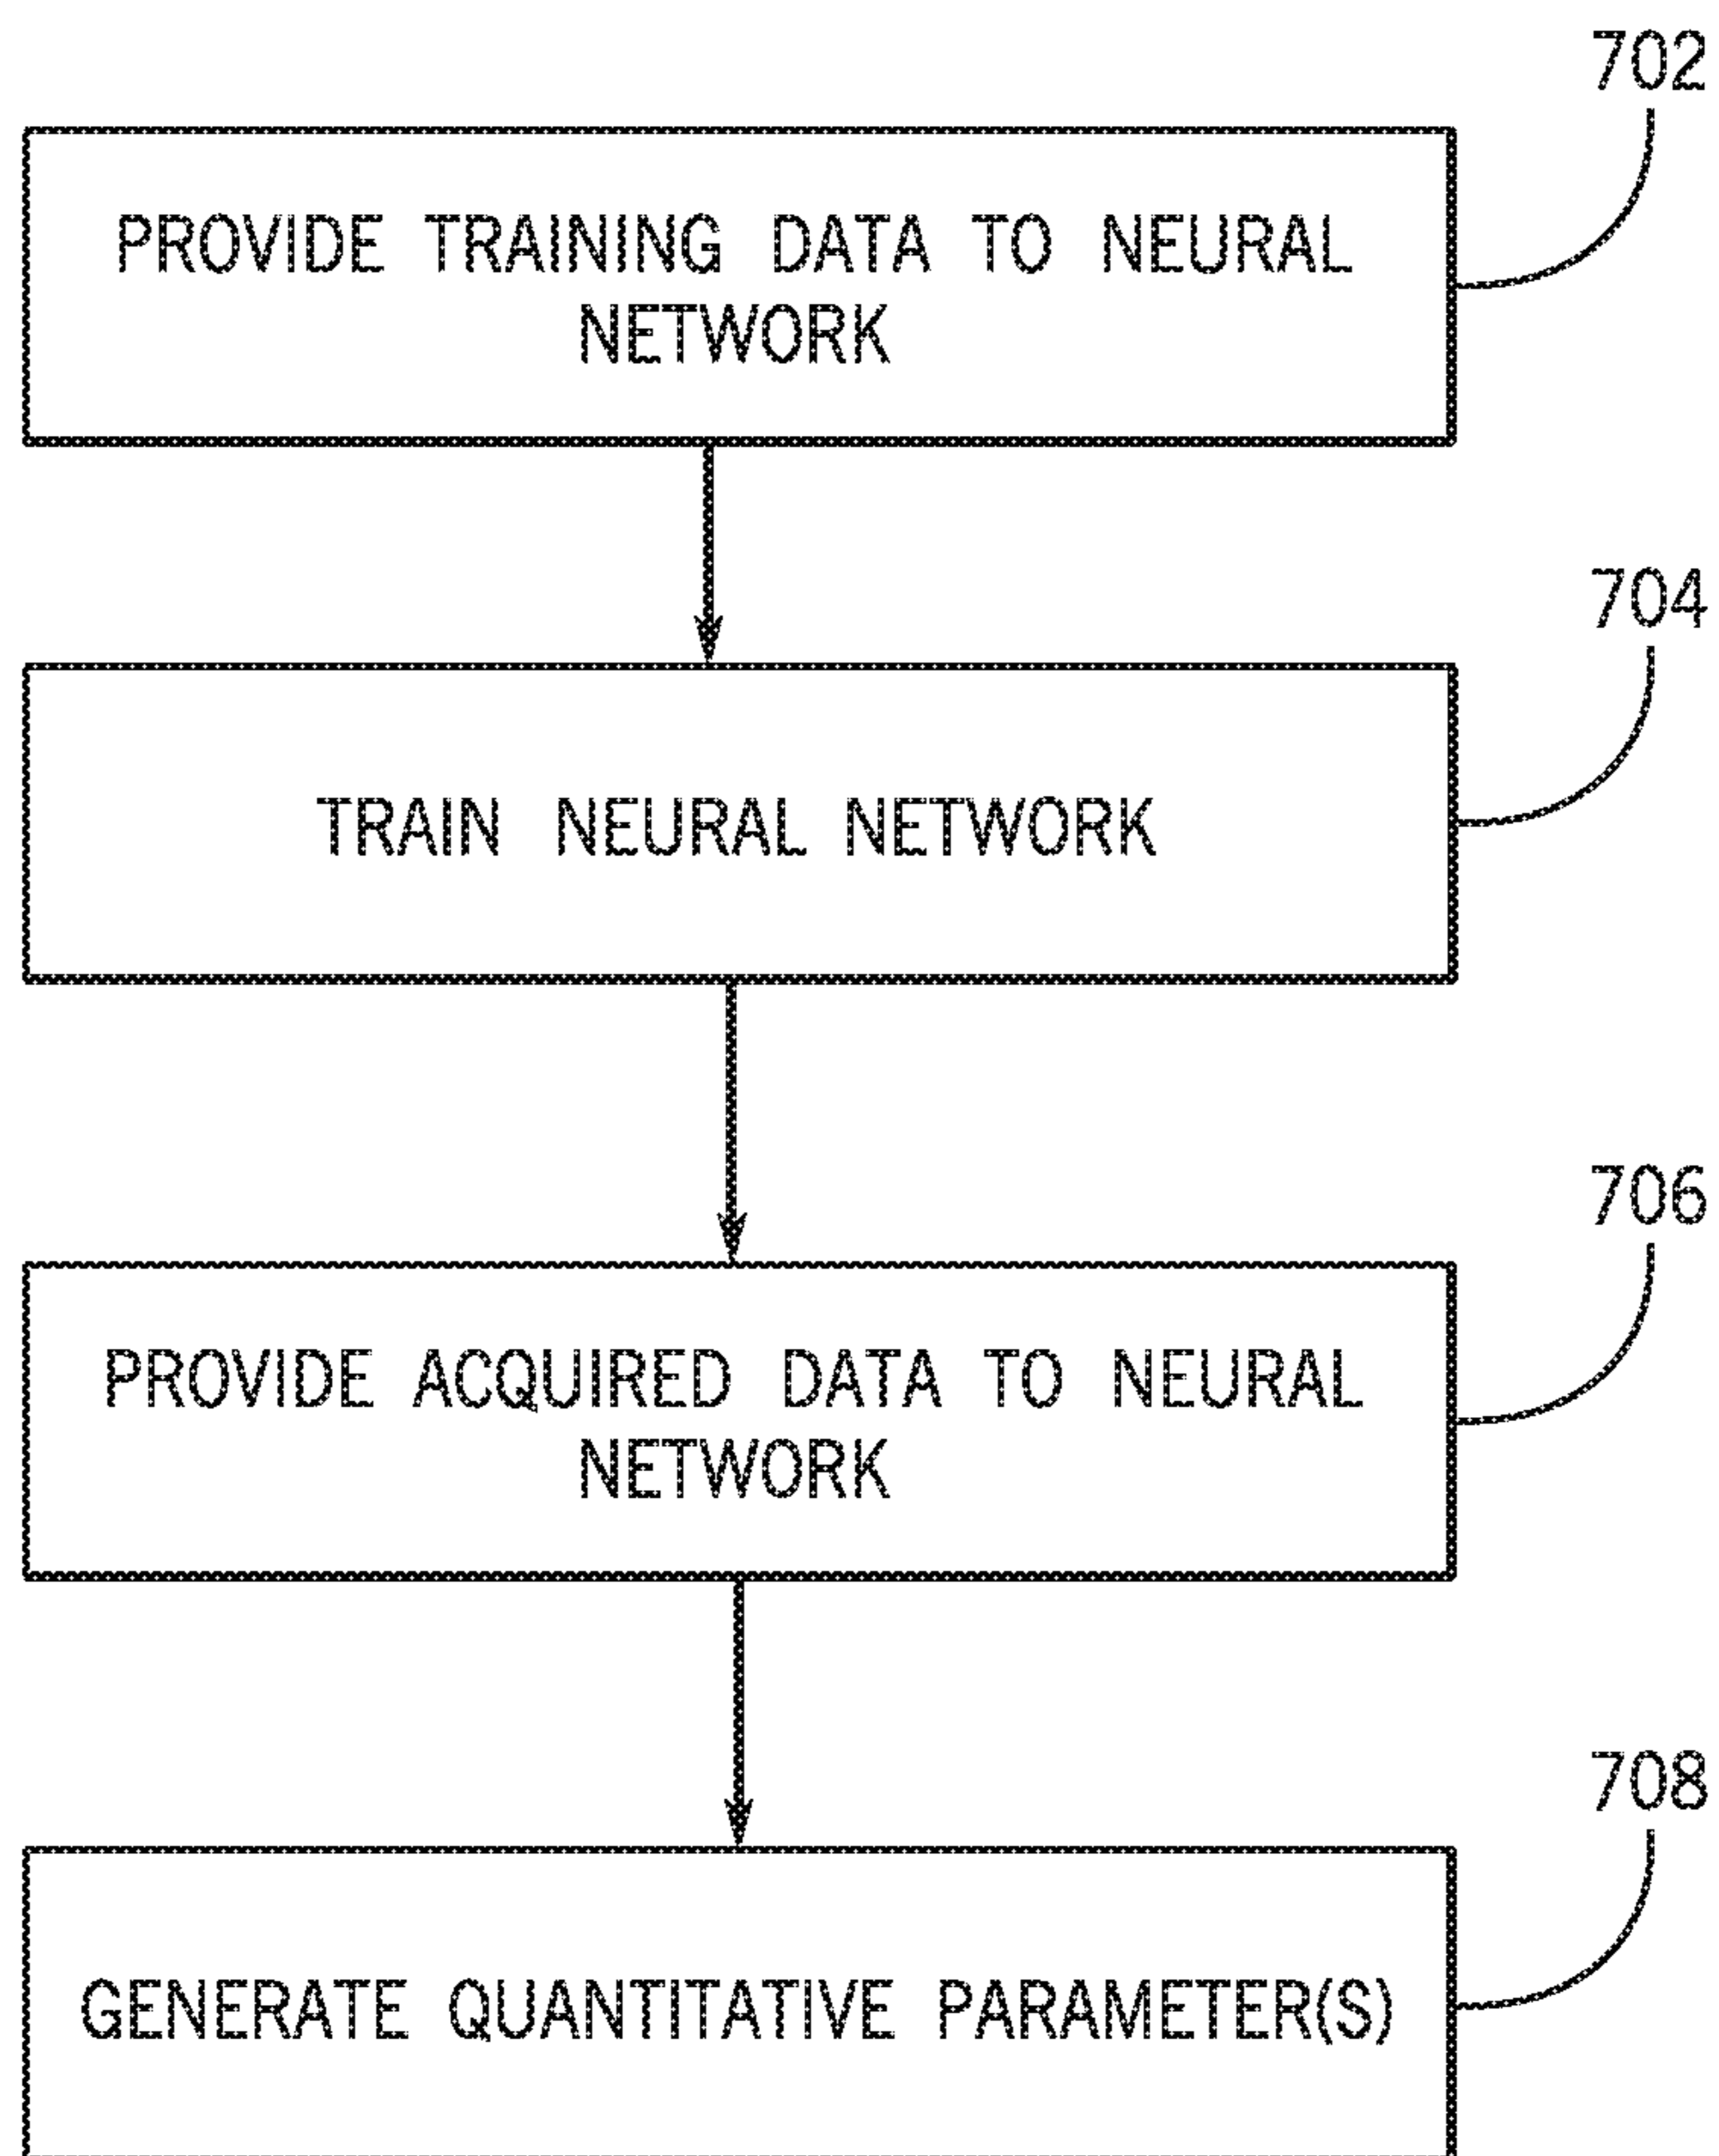 702
PROVIDE TRAINING DATA TO NEURAL
NETWORK
704
TRAIN NEURAL NETWORK
706
PROVIDE ACQUIRED DATA TO NEURAL
NETWORK
708
GENERATE QUANTITATIVE PARAMETER(S)